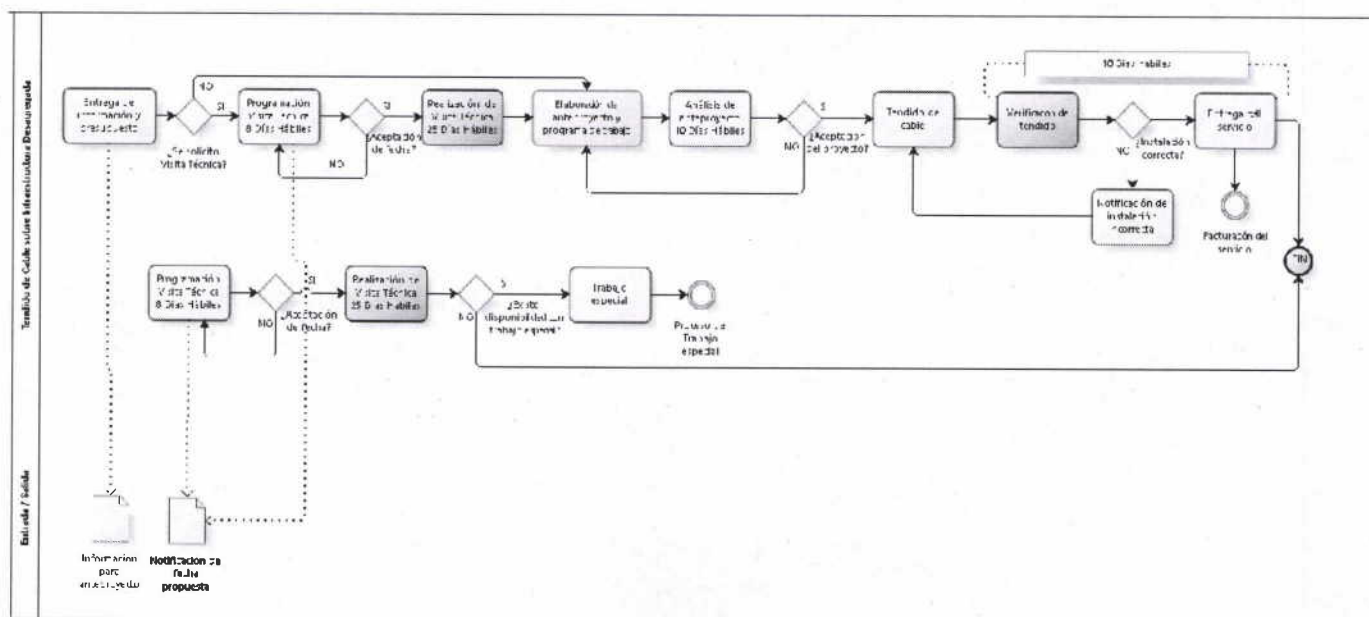 Tendido de Cable sobre Infraestructura Desagregada
Entrega de
información y
presupuesto
NO
SI
¿Se solicitó
Visita Técnica?
Programación
Visita Técnica
8 Días Hábiles
SI
¿Aceptación
de fecha?
NO
Realización de
Visita Técnica
25 Días Hábiles
Elaboración de
anteproyecto y
programa de trabajo
Análisis de
anteproyecto
10 Días Hábiles
¿Aceptación
del proyecto?
NO
Tendido de
cable
10 Días Hábiles
Verificación de
tendido
¿Instalación
correcta?
NO
Entrega del
servicio
Notificación de
instalación
incorrecta
Facturación del
servicio
FIN
Programación
Visita Técnica
8 Días Hábiles
SI
¿Aceptación
de fecha?
NO
Realización de
Visita Técnica
25 Días Hábiles
NO
¿Existe
disponibilidad
trabajo especial?
Trabajo
especial
Proceso de
Trabajo
especial
Entrada / Salida
Información
para
anteproyecto
Notificación de
fecha
propuesta